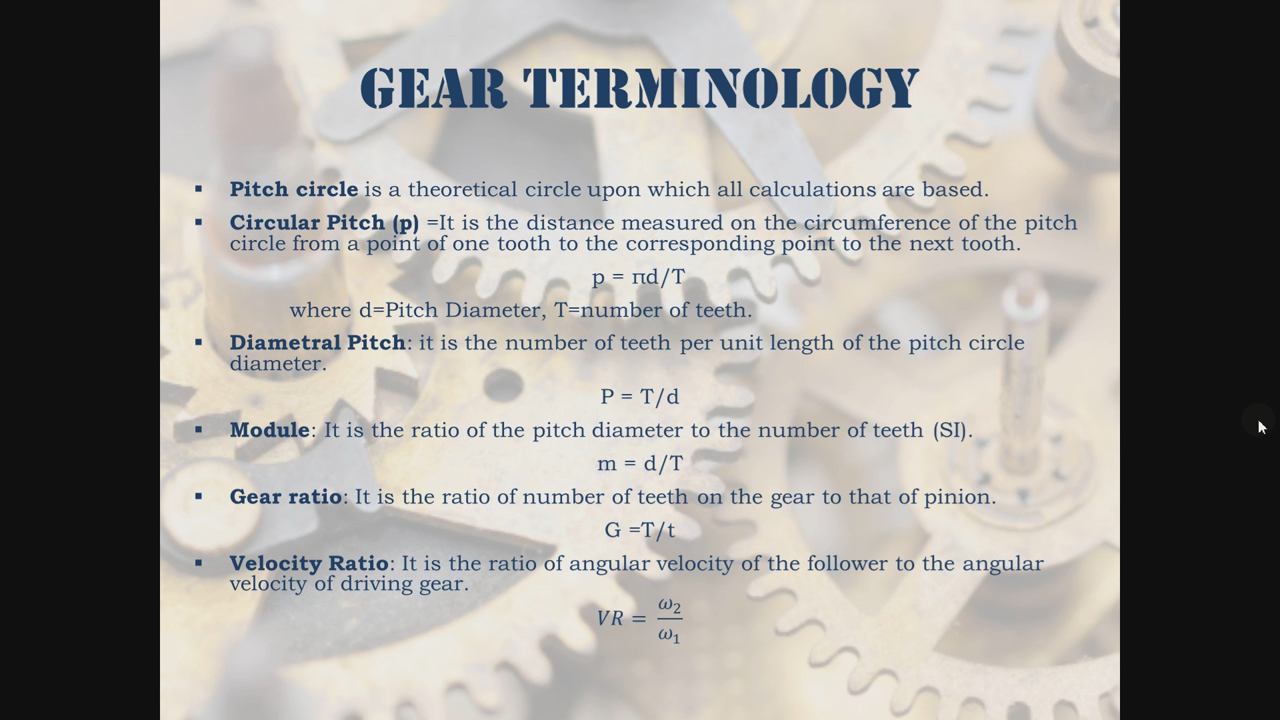 GEAR TERMINOLOGY
▪ Pitch circle is a theoretical circle upon which all calculations are based.
▪ Circular Pitch (p) =It is the distance measured on the circumference of the pitch
circle from a point of one tooth to the corresponding point to the next tooth.
p = πd/T
where d=Pitch Diameter, T=number of teeth.
▪ Diametral Pitch: it is the number of teeth per unit length of the pitch circle
diameter.
P = T/d
▪ Module: It is the ratio of the pitch diameter to the number of teeth (SI).
m = d/T
▪ Gear ratio: It is the ratio of number of teeth on the gear to that of pinion.
G =T/t
▪ Velocity Ratio: It is the ratio of angular velocity of the follower to the angular
velocity of driving gear.
VR = ω₂/ω₁